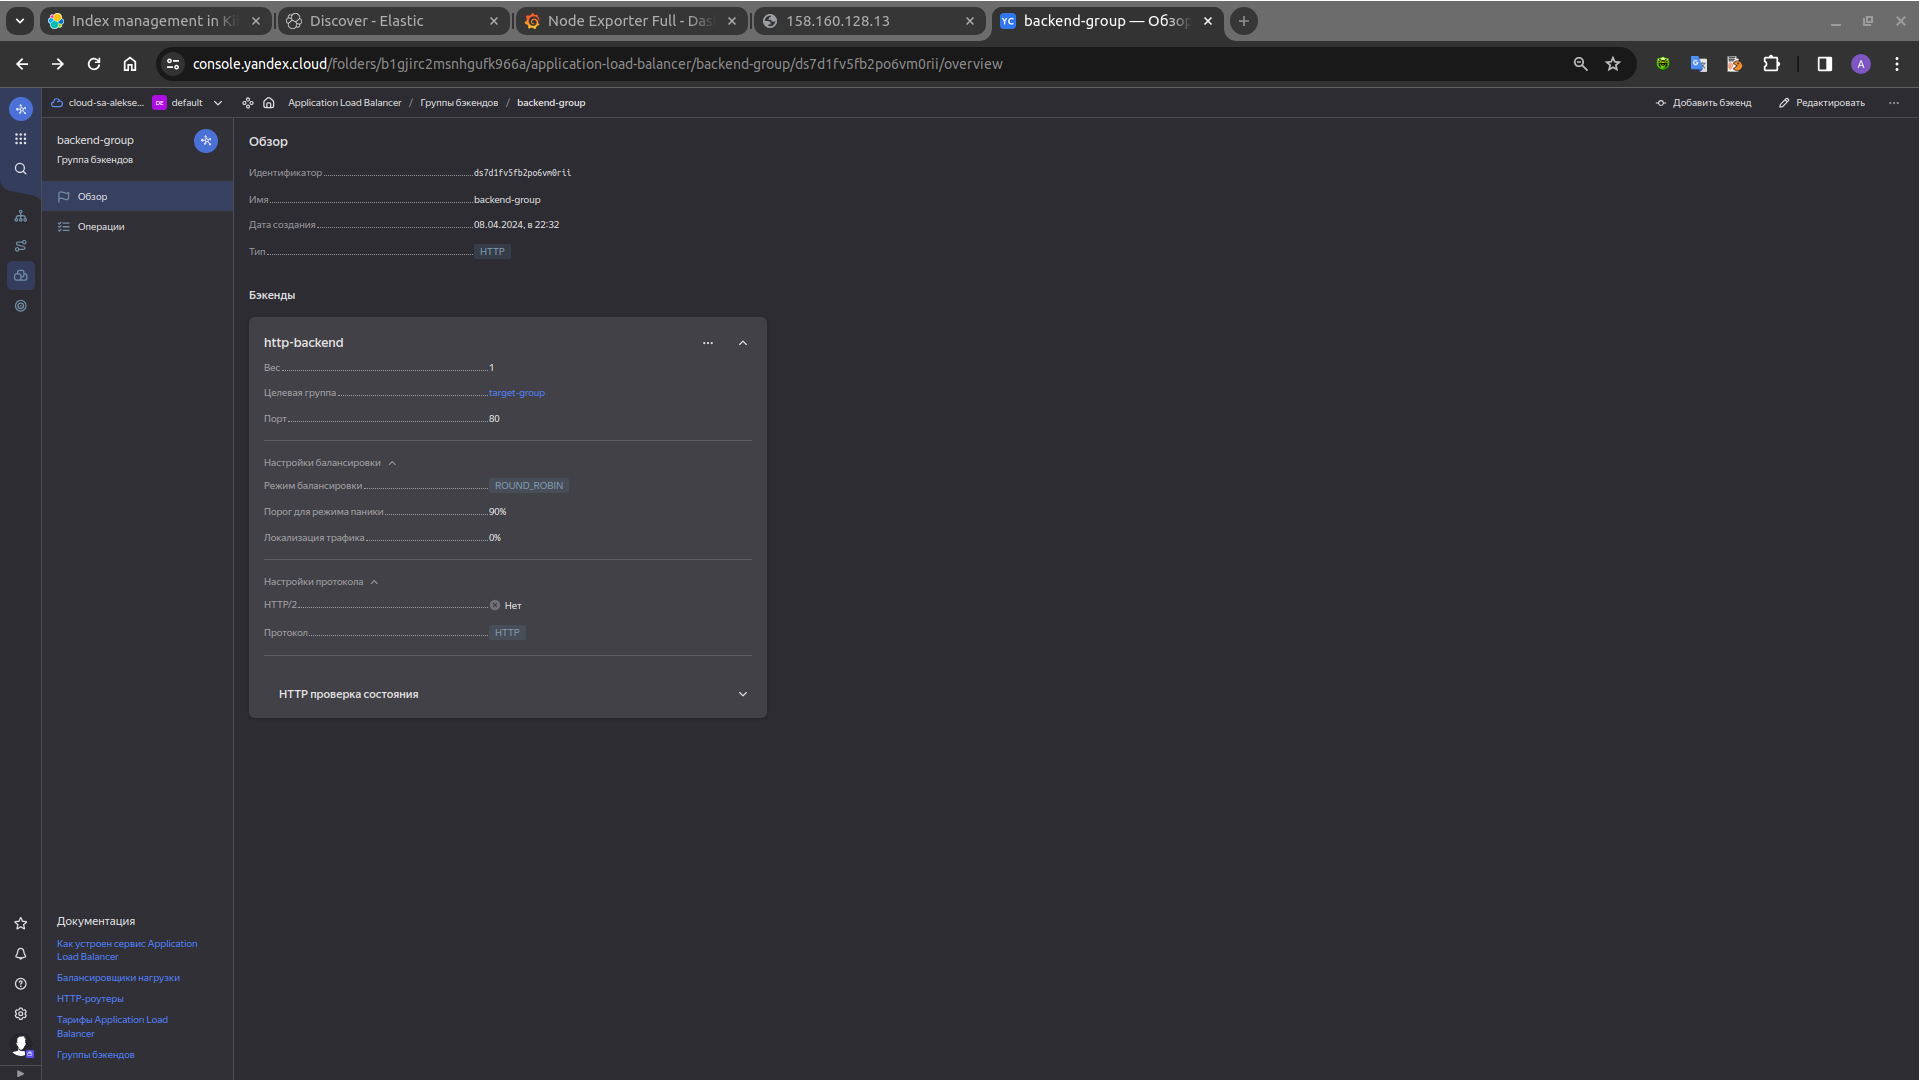 Index management in Ki
Discover - Elastic
Node Exporter Full - Das
158.160.128.13
backend-group — Обзор
console.yandex.cloud/folders/b1gjirc2msnhgufk966a/application-load-balancer/backend-group/ds7d1fv5fb2po6vm0rii/overview
A
cloud-sa-alekse... DE default
Application Load Balancer / Группы бэкендов / backend-group
Добавить бэкенд
Редактировать
backend-group
Группа бэкендов
Обзор
Операции
Обзор
Идентификатор ds7d1fv5fb2po6vm0rii
Имя backend-group
Дата создания 08.04.2024, в 22:32
Тип HTTP
Бэкенды
http-backend
Вес 1
Целевая группа target-group
Порт 80
Настройки балансировки
Режим балансировки ROUND_ROBIN
Порог для режима паники 90%
Локализация трафика 0%
Настройки протокола
HTTP/2 Нет
Протокол HTTP
HTTP проверка состояния
Документация
Как устроен сервис Application
Load Balancer
Балансировщики нагрузки
HTTP-роутеры
Тарифы Application Load
Balancer
Группы бэкендов